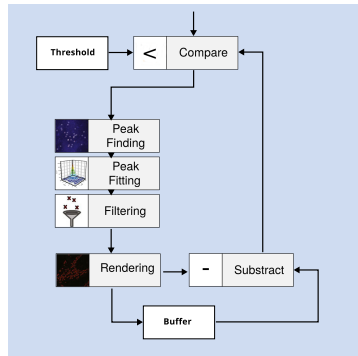 Threshold
< Compare
Peak
Finding
Peak
Fitting
Filtering
Rendering
- Substract
Buffer